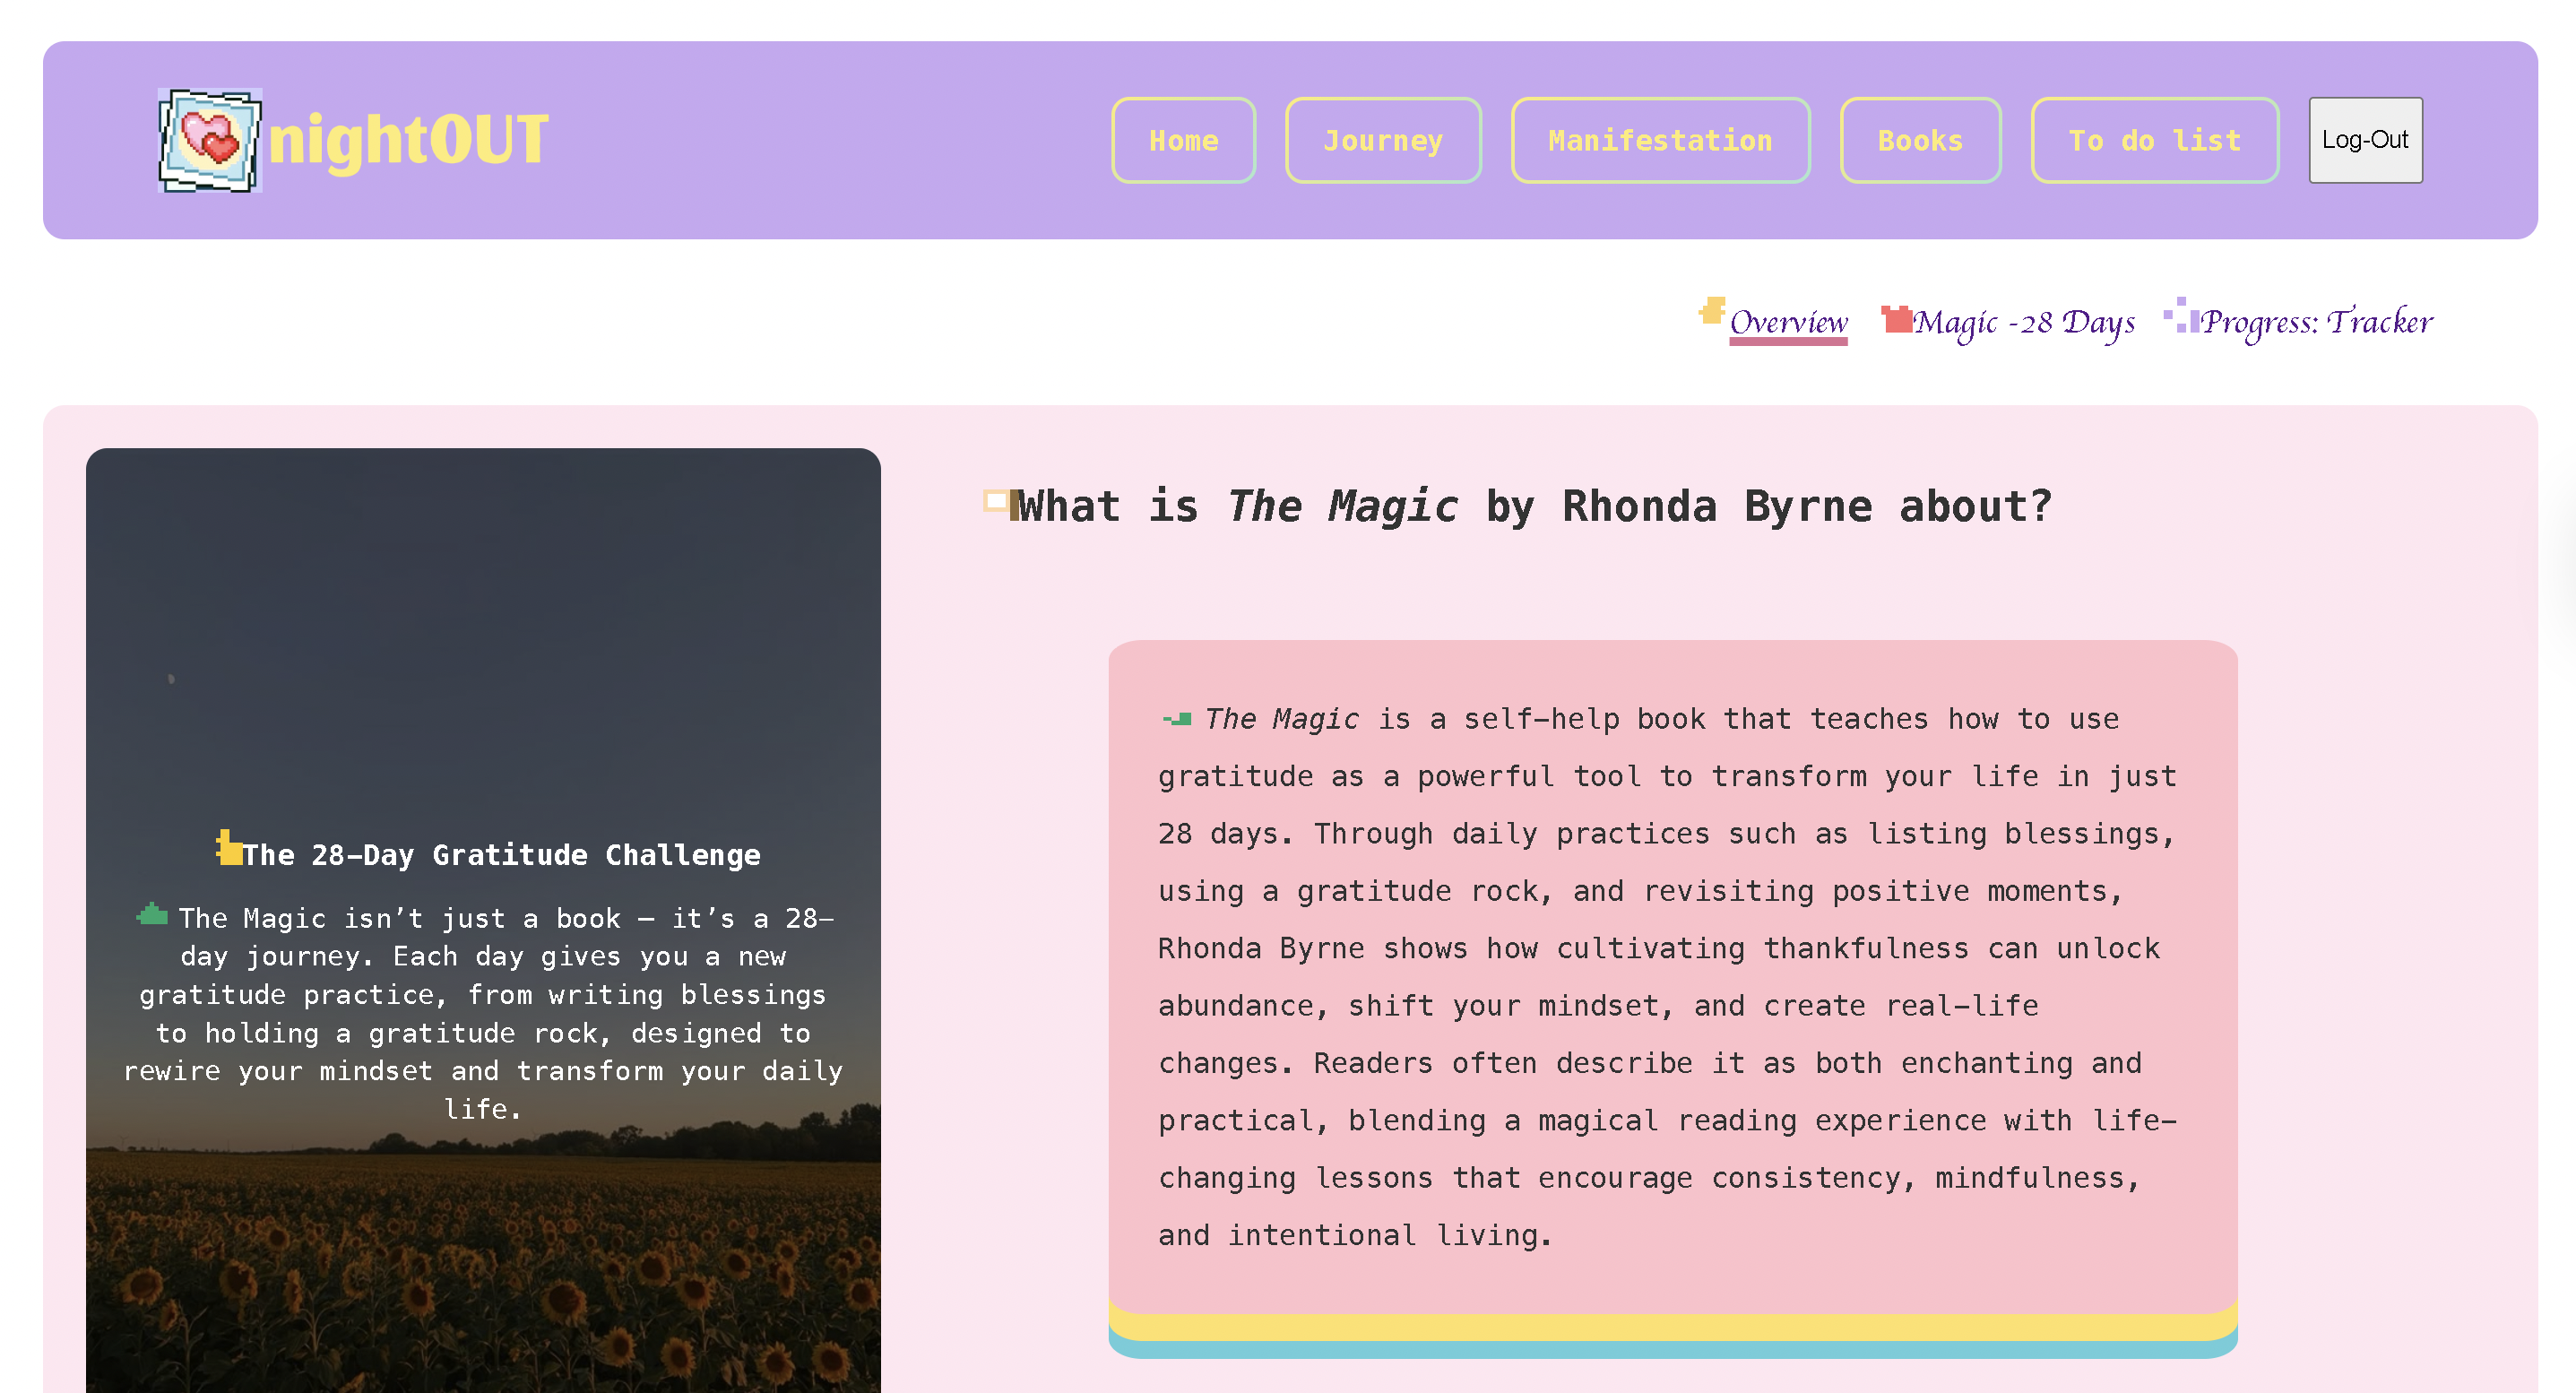 nightOUT
Home
Journey
Manifestation
Books
To do list
Log-Out
Overview
Magic -28 Days
Progress: Tracker
The 28-Day Gratitude Challenge
The Magic isn’t just a book — it’s a 28-
day journey. Each day gives you a new
gratitude practice, from writing blessings
to holding a gratitude rock, designed to
rewire your mindset and transform your daily
life.
What is The Magic by Rhonda Byrne about?
The Magic is a self-help book that teaches how to use
gratitude as a powerful tool to transform your life in just
28 days. Through daily practices such as listing blessings,
using a gratitude rock, and revisiting positive moments,
Rhonda Byrne shows how cultivating thankfulness can unlock
abundance, shift your mindset, and create real-life
changes. Readers often describe it as both enchanting and
practical, blending a magical reading experience with life-
changing lessons that encourage consistency, mindfulness,
and intentional living.